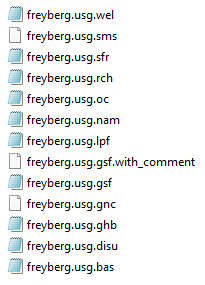 freyberg.usg.wel
freyberg.usg.sms
freyberg.usg.sfr
freyberg.usg.rch
freyberg.usg.oc
freyberg.usg.nam
freyberg.usg.lpf
freyberg.usg.gsf.with_comment
freyberg.usg.gsf
freyberg.usg.gnc
freyberg.usg.ghb
freyberg.usg.disu
freyberg.usg.bas